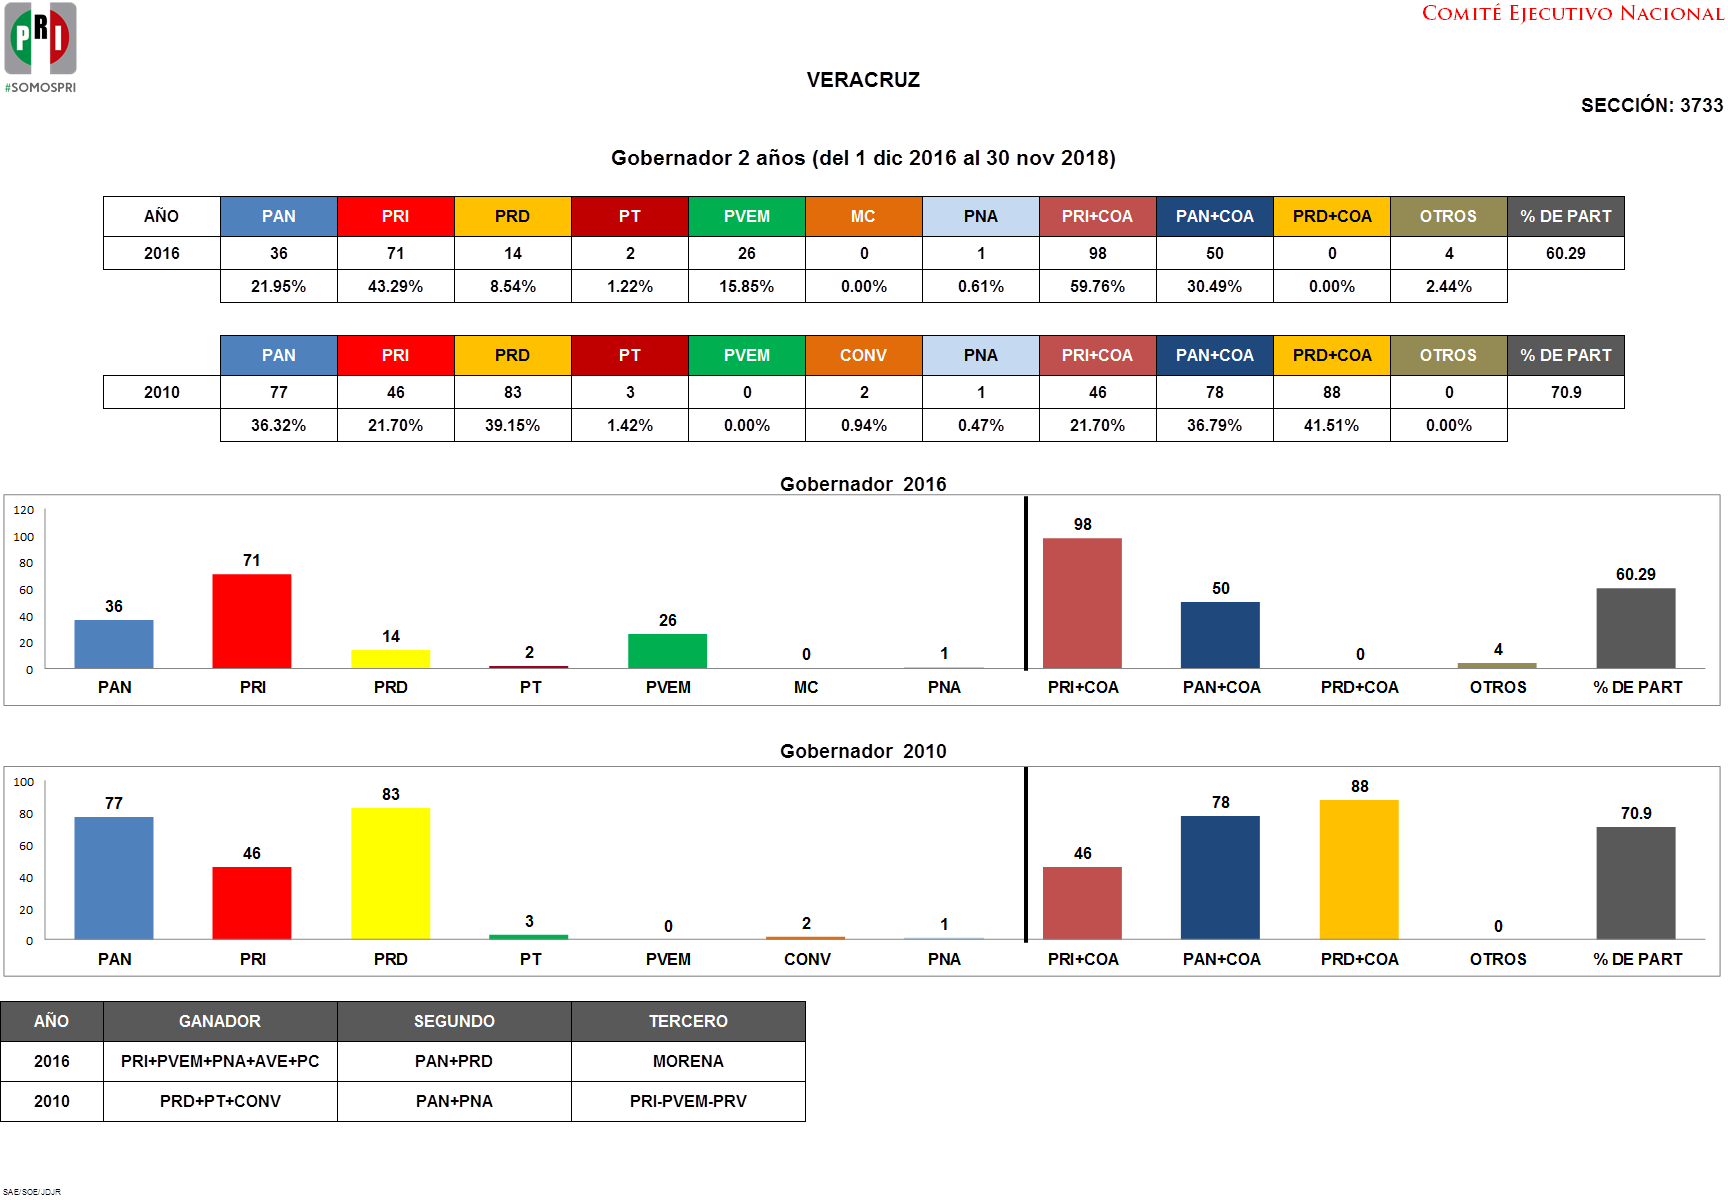 PRI
#SOMOSPRI
COMITÉ EJECUTIVO NACIONAL
VERACRUZ
SECCIÓN: 3733
Gobernador 2 años (del 1 dic 2016 al 30 nov 2018)
AÑO PAN PRI PRD PT PVEM MC PNA PRI+COA PAN+COA PRD+COA OTROS % DE PART
2016 36 71 14 2 26 0 1 98 50 0 4 60.29
21.95% 43.29% 8.54% 1.22% 15.85% 0.00% 0.61% 59.76% 30.49% 0.00% 2.44%
PAN PRI PRD PT PVEM CONV PNA PRI+COA PAN+COA PRD+COA OTROS % DE PART
2010 77 46 83 3 0 2 1 46 78 88 0 70.9
36.32% 21.70% 39.15% 1.42% 0.00% 0.94% 0.47% 21.70% 36.79% 41.51% 0.00%
Gobernador 2016
120
100
80
60
40
20
0
36 71 14 2 26 0 1 98 50 0 4 60.29
PAN PRI PRD PT PVEM MC PNA PRI+COA PAN+COA PRD+COA OTROS % DE PART
Gobernador 2010
100
80
60
40
20
0
77 46 83 3 0 2 1 46 78 88 0 70.9
PAN PRI PRD PT PVEM CONV PNA PRI+COA PAN+COA PRD+COA OTROS % DE PART
AÑO GANADOR SEGUNDO TERCERO
2016 PRI+PVEM+PNA+AVE+PC PAN+PRD MORENA
2010 PRD+PT+CONV PAN+PNA PRI-PVEM-PRV
SAE/SOE/JDJR